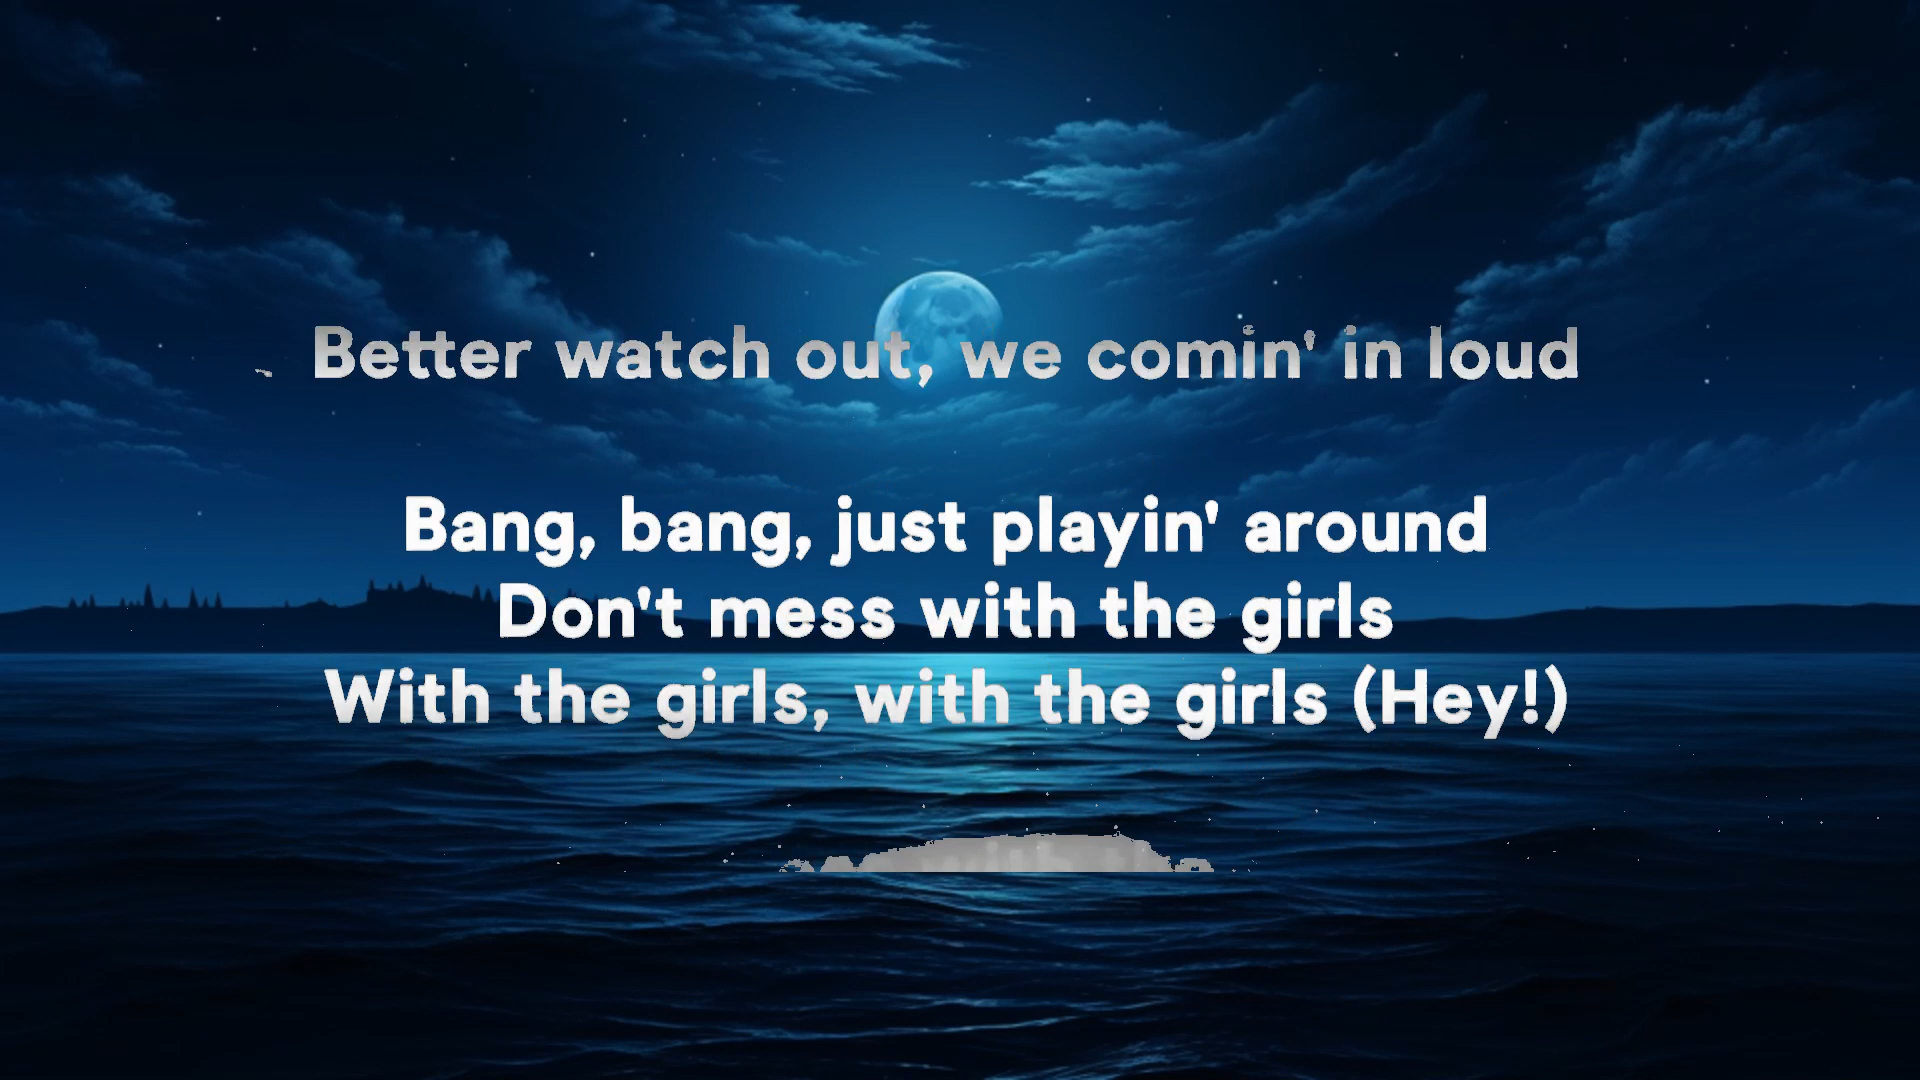 Better watch out, we comin' in loud
Bang, bang, just playin' around
Don't mess with the girls
With the girls, with the girls (Hey!)